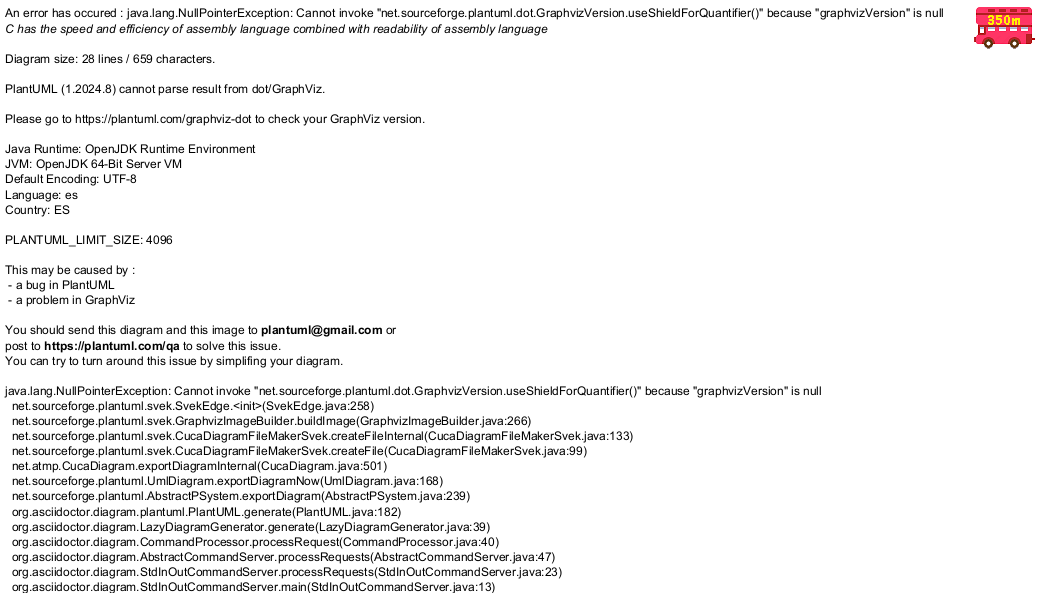 An error has occured : java.lang.NullPointerException: Cannot invoke "net.sourceforge.plantuml.dot.GraphvizVersion.useShieldForQuantifier()" because "graphvizVersion" is null
350m
C has the speed and efficiency of assembly language combined with readability of assembly language
Diagram size: 28 lines / 659 characters.
PlantUML (1.2024.8) cannot parse result from dot/GraphViz.
Please go to https://plantuml.com/graphviz-dot to check your GraphViz version.
Java Runtime: OpenJDK Runtime Environment
JVM: OpenJDK 64-Bit Server VM
Default Encoding: UTF-8
Language: es
Country: ES
PLANTUML_LIMIT_SIZE: 4096
This may be caused by :
- a bug in PlantUML
- a problem in GraphViz
You should send this diagram and this image to plantuml@gmail.com or
post to https://plantuml.com/qa to solve this issue.
You can try to turn around this issue by simplifing your diagram.
java.lang.NullPointerException: Cannot invoke "net.sourceforge.plantuml.dot.GraphvizVersion.useShieldForQuantifier()" because "graphvizVersion" is null
net.sourceforge.plantuml.svek.SvekEdge.<init>(SvekEdge.java:258)
net.sourceforge.plantuml.svek.GraphvizImageBuilder.buildImage(GraphvizImageBuilder.java:266)
net.sourceforge.plantuml.svek.CucaDiagramFileMakerSvek.createFileInternal(CucaDiagramFileMakerSvek.java:133)
net.sourceforge.plantuml.svek.CucaDiagramFileMakerSvek.createFile(CucaDiagramFileMakerSvek.java:99)
net.atmp.CucaDiagram.exportDiagramInternal(CucaDiagram.java:501)
net.sourceforge.plantuml.UmlDiagram.exportDiagramNow(UmlDiagram.java:168)
net.sourceforge.plantuml.AbstractPSystem.exportDiagram(AbstractPSystem.java:239)
org.asciidoctor.diagram.plantuml.PlantUML.generate(PlantUML.java:182)
org.asciidoctor.diagram.LazyDiagramGenerator.generate(LazyDiagramGenerator.java:39)
org.asciidoctor.diagram.CommandProcessor.processRequest(CommandProcessor.java:40)
org.asciidoctor.diagram.AbstractCommandServer.processRequests(AbstractCommandServer.java:47)
org.asciidoctor.diagram.StdInOutCommandServer.processRequests(StdInOutCommandServer.java:23)
org.asciidoctor.diagram.StdInOutCommandServer.main(StdInOutCommandServer.java:13)